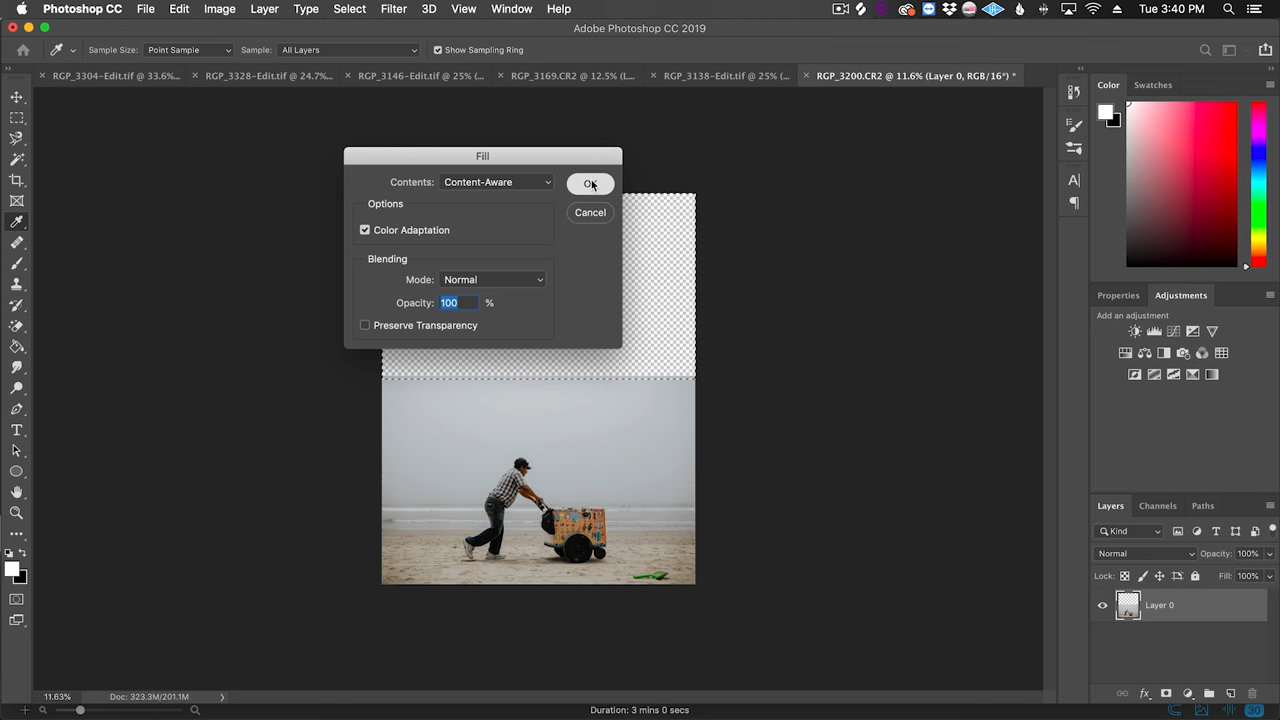 Photoshop CC File Edit Image Layer Type Select Filter 3D View Window Help Tue 3:40 PM
Adobe Photoshop CC 2019
Sample Size: Point Sample Sample: All Layers Show Sampling Ring
RGP_3304-Edit.tif @ 33.6%... RGP_3328-Edit.tif @ 24.7%... RGP_3146-Edit.tif @ 25% (... RGP_3169.CR2 @ 12.5% (L... RGP_3138-Edit.tif @ 25% (... RGP_3200.CR2 @ 11.6% (Layer 0, RGB/16*) *
Color Swatches
Fill
Contents: Content-Aware
OK
Options
Cancel
Color Adaptation
Blending
Mode: Normal
Opacity: 100 %
Preserve Transparency
Properties Adjustments
Add an adjustment
Layers Channels Paths
Kind
Normal Opacity: 100%
Lock: Fill: 100%
Layer 0
11.63% Doc: 323.3M/201.1M
Duration: 3 mins 0 secs
30